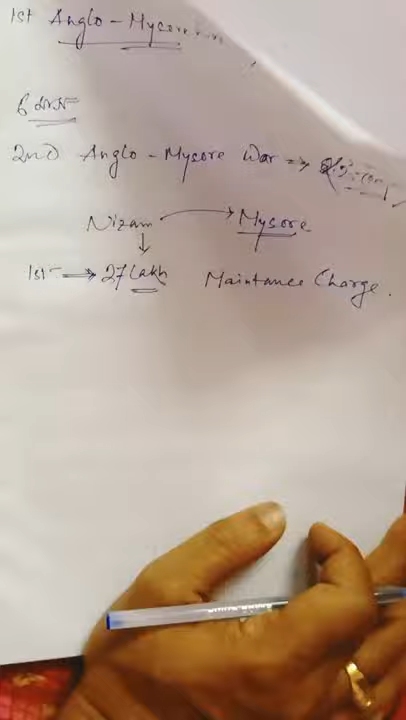 1st Anglo - Mysore
2nd Anglo - Mysore War ⇒
Nizam → Mysore
↓
1st ⇒ 27 Lakh Maintance Charge.